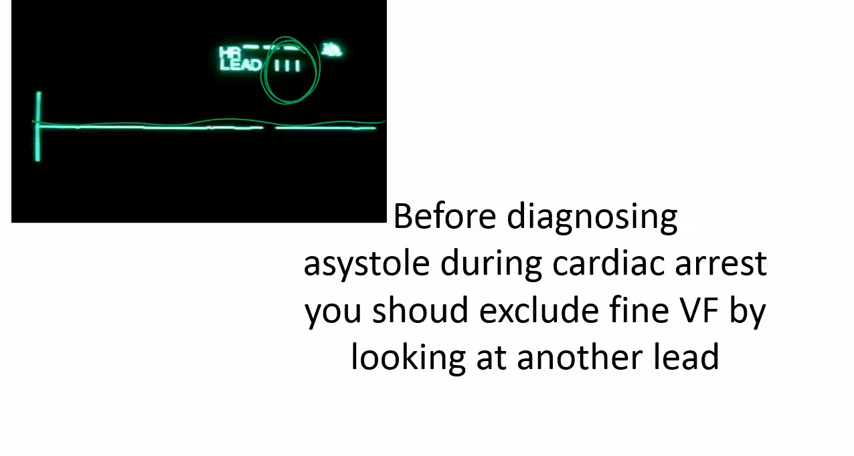 HR ---
LEAD III
Before diagnosing
asystole during cardiac arrest
you shoud exclude fine VF by
looking at another lead